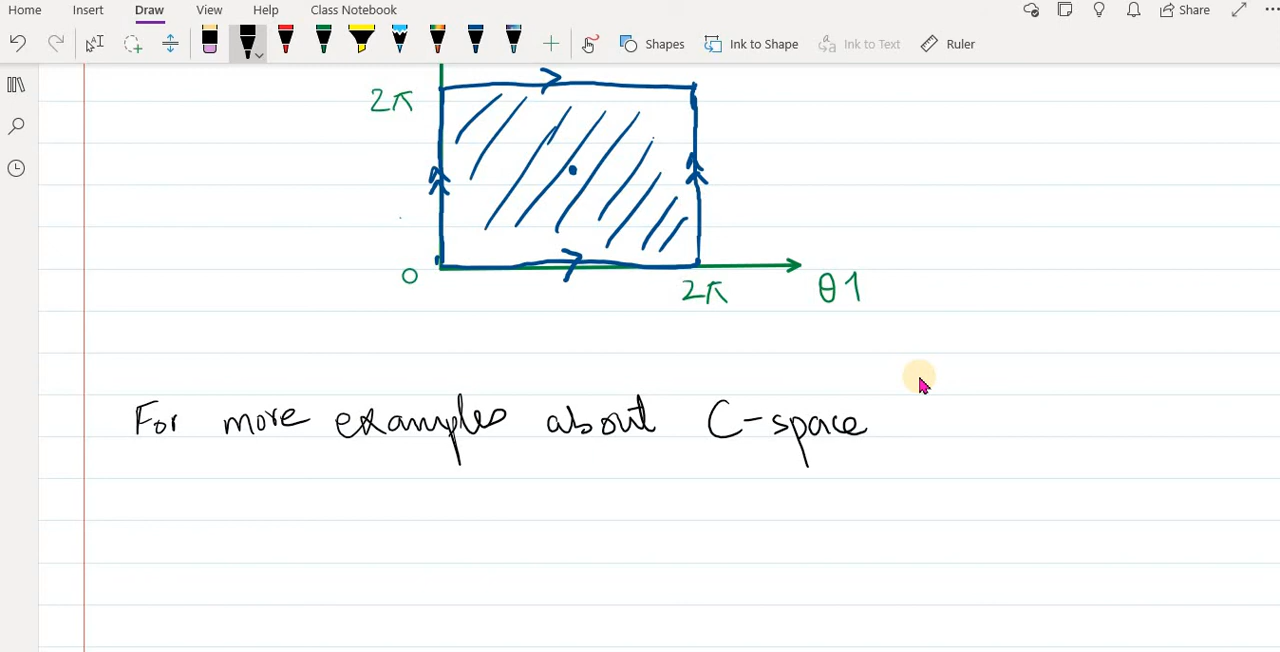 Home Insert Draw View Help Class Notebook Share
Shapes Ink to Shape Ink to Text Ruler
2π
0
2π
θ1
For more examples about C-space